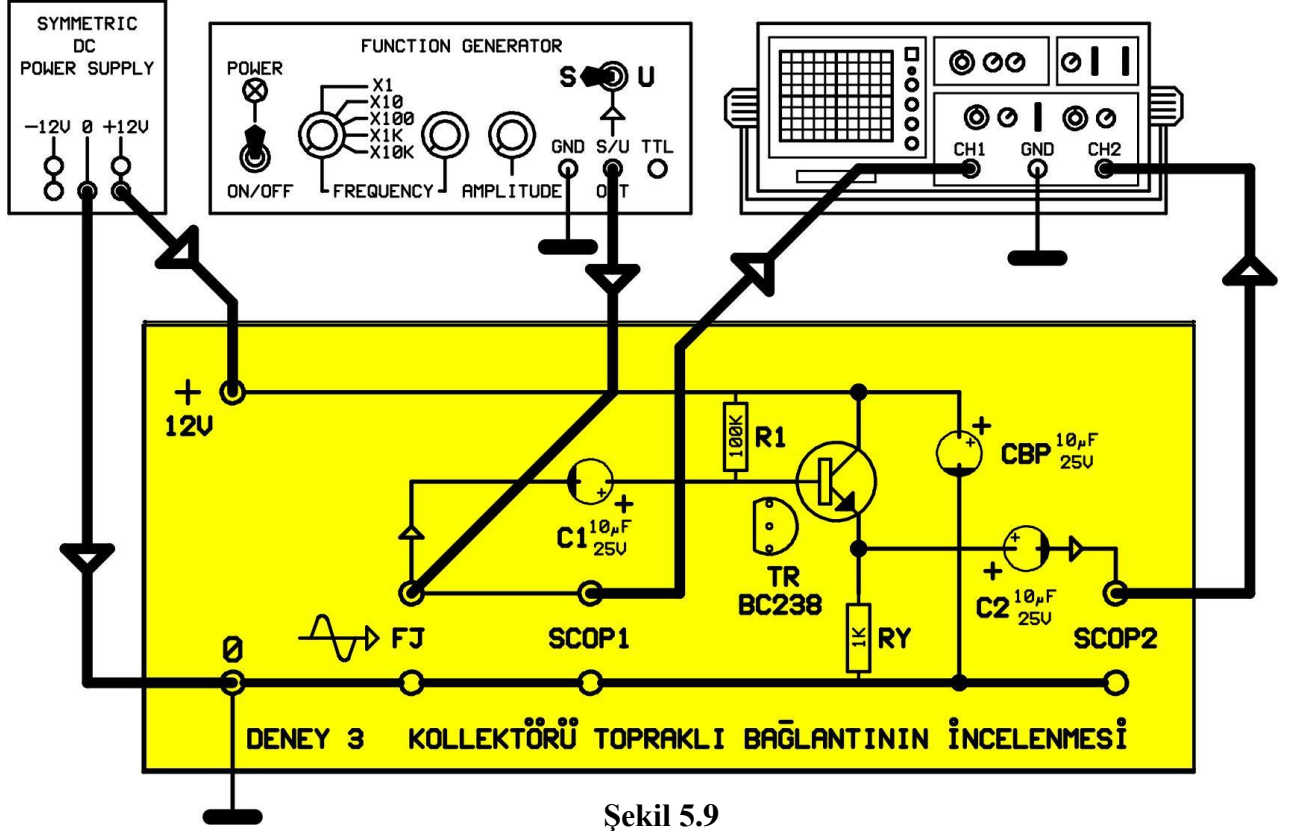 SYMMETRIC
DC
POWER SUPPLY
-12V 0 +12V
FUNCTION GENERATOR
POWER
ON/OFF
X1
X10
X100
X1K
X10K
FREQUENCY
AMPLITUDE
S U
GND S/U TTL
OUT
CH1 GND CH2
+
12V
100K
R1
+
C1 10µF
25V
TR
BC238
+
CBP 10µF
25V
+
C2 10µF
25V
1K
RY
0
FJ
SCOP1
SCOP2
DENEY 3 KOLLEKTÖRÜ TOPRAKLI BAĞLANTININ İNCELENMESİ
Şekil 5.9